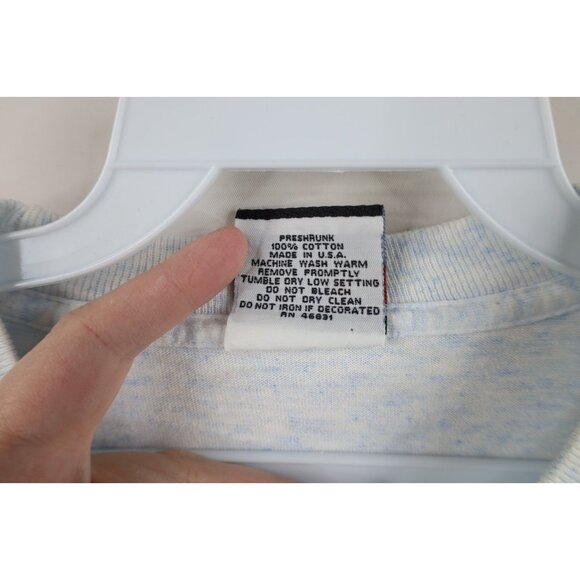 PRESHRUNK
100% COTTON
MADE IN U.S.A.
MACHINE WASH WARM
REMOVE PROMPTLY
TUMBLE DRY LOW SETTING
DO NOT BLEACH
DO NOT DRY CLEAN
DO NOT IRON IF DECORATED
RN 46831